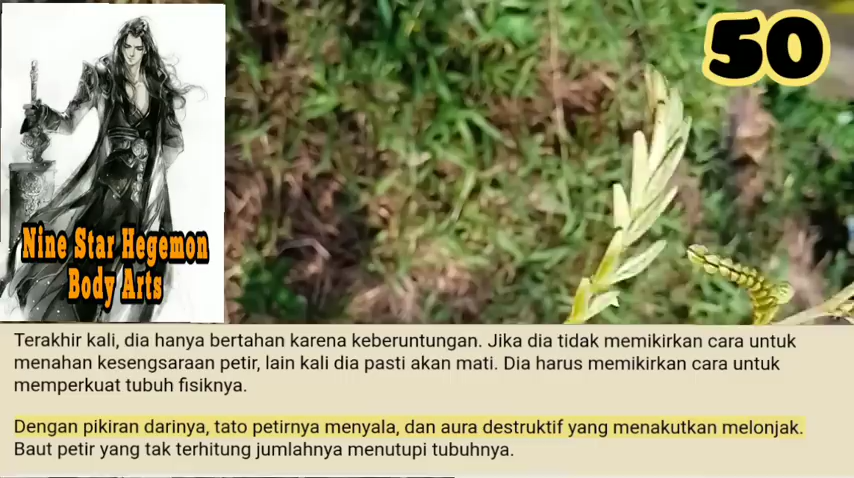 50
Nine Star Hegemon
Body Arts
Terakhir kali, dia hanya bertahan karena keberuntungan. Jika dia tidak memikirkan cara untuk
menahan kesengsaraan petir, lain kali dia pasti akan mati. Dia harus memikirkan cara untuk
memperkuat tubuh fisiknya.
Dengan pikiran darinya, tato petirnya menyala, dan aura destruktif yang menakutkan melonjak.
Baut petir yang tak terhitung jumlahnya menutupi tubuhnya.